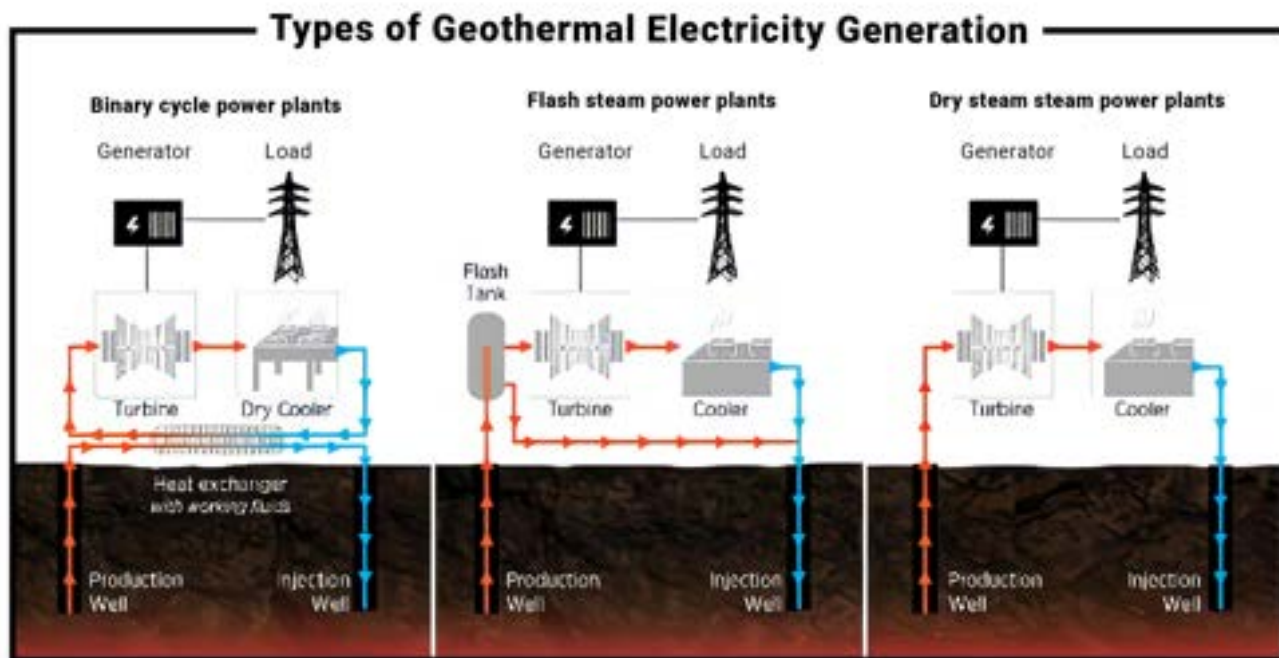 Types of Geothermal Electricity Generation
Binary cycle power plants
Generator
Load
Turbine
Dry Cooler
Heat exchanger
with working fluids
Production
Well
Injection
Well
Flash steam power plants
Generator
Load
Flash
Tank
Turbine
Cooler
Production
Well
Injection
Well
Dry steam steam power plants
Generator
Load
Turbine
Cooler
Production
Well
Injection
Well